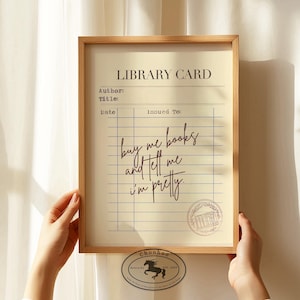 LIBRARY CARD
Author:
Title:
Date Issued To
buy me books
and tell me
i'm pretty